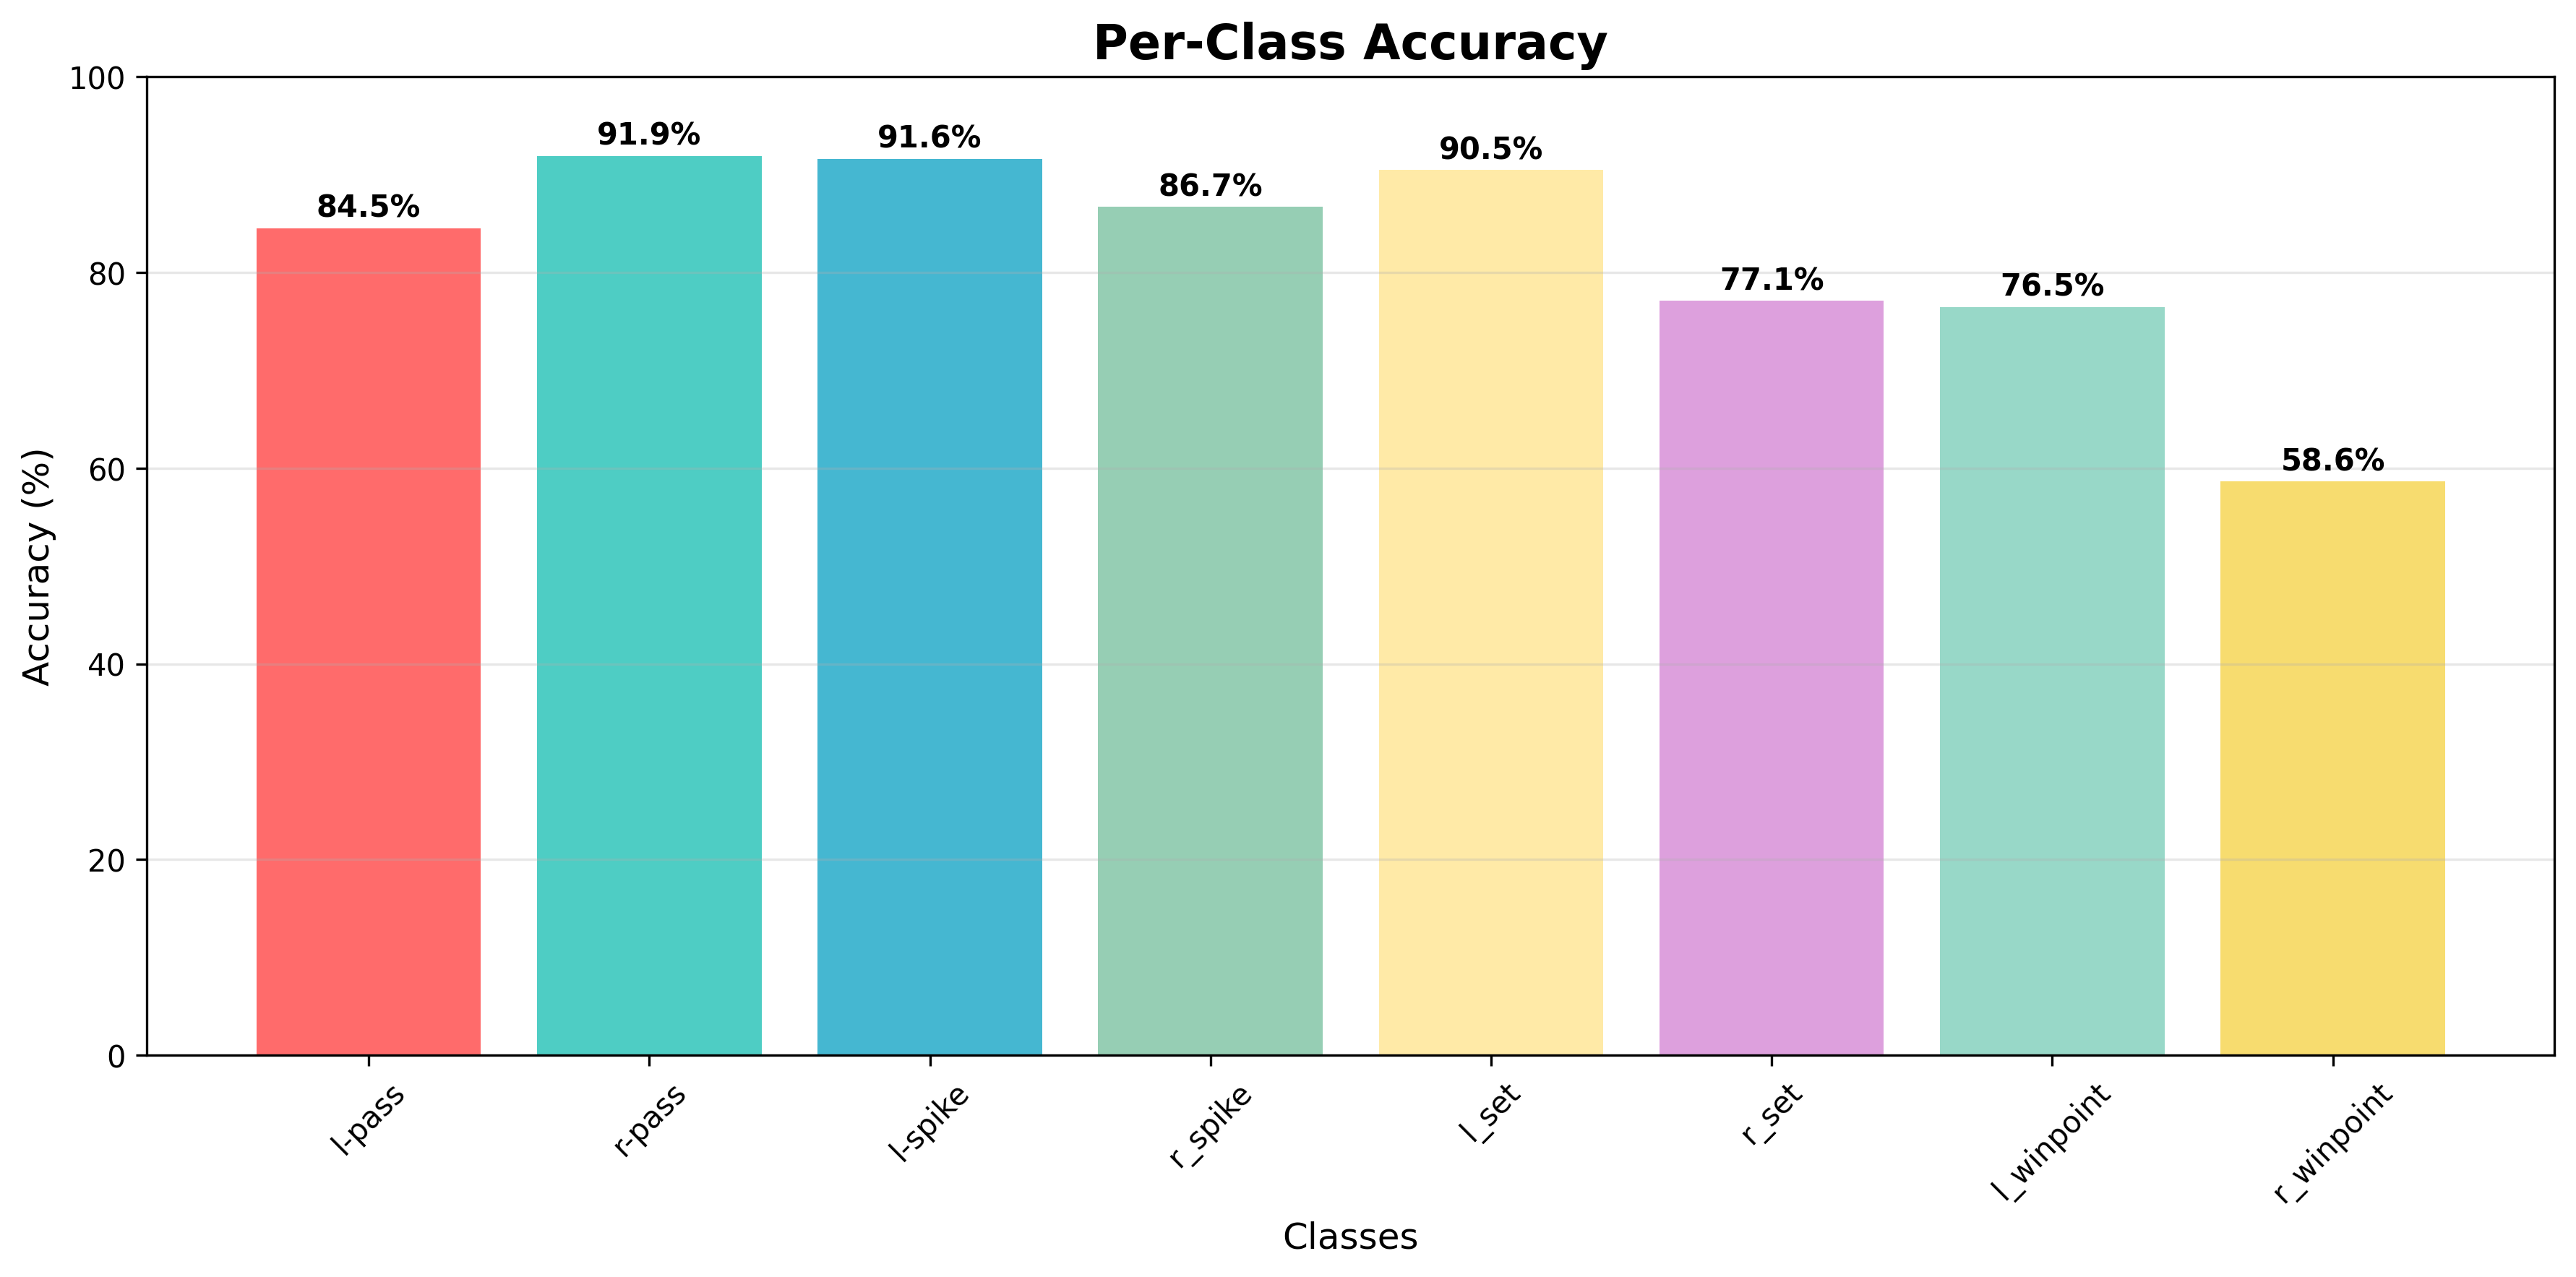 Per-Class Accuracy
100
80
60
40
20
0
Accuracy (%)
84.5%
91.9%
91.6%
86.7%
90.5%
77.1%
76.5%
58.6%
l-pass
r-pass
l-spike
r_spike
l_set
r_set
l_winpoint
r_winpoint
Classes